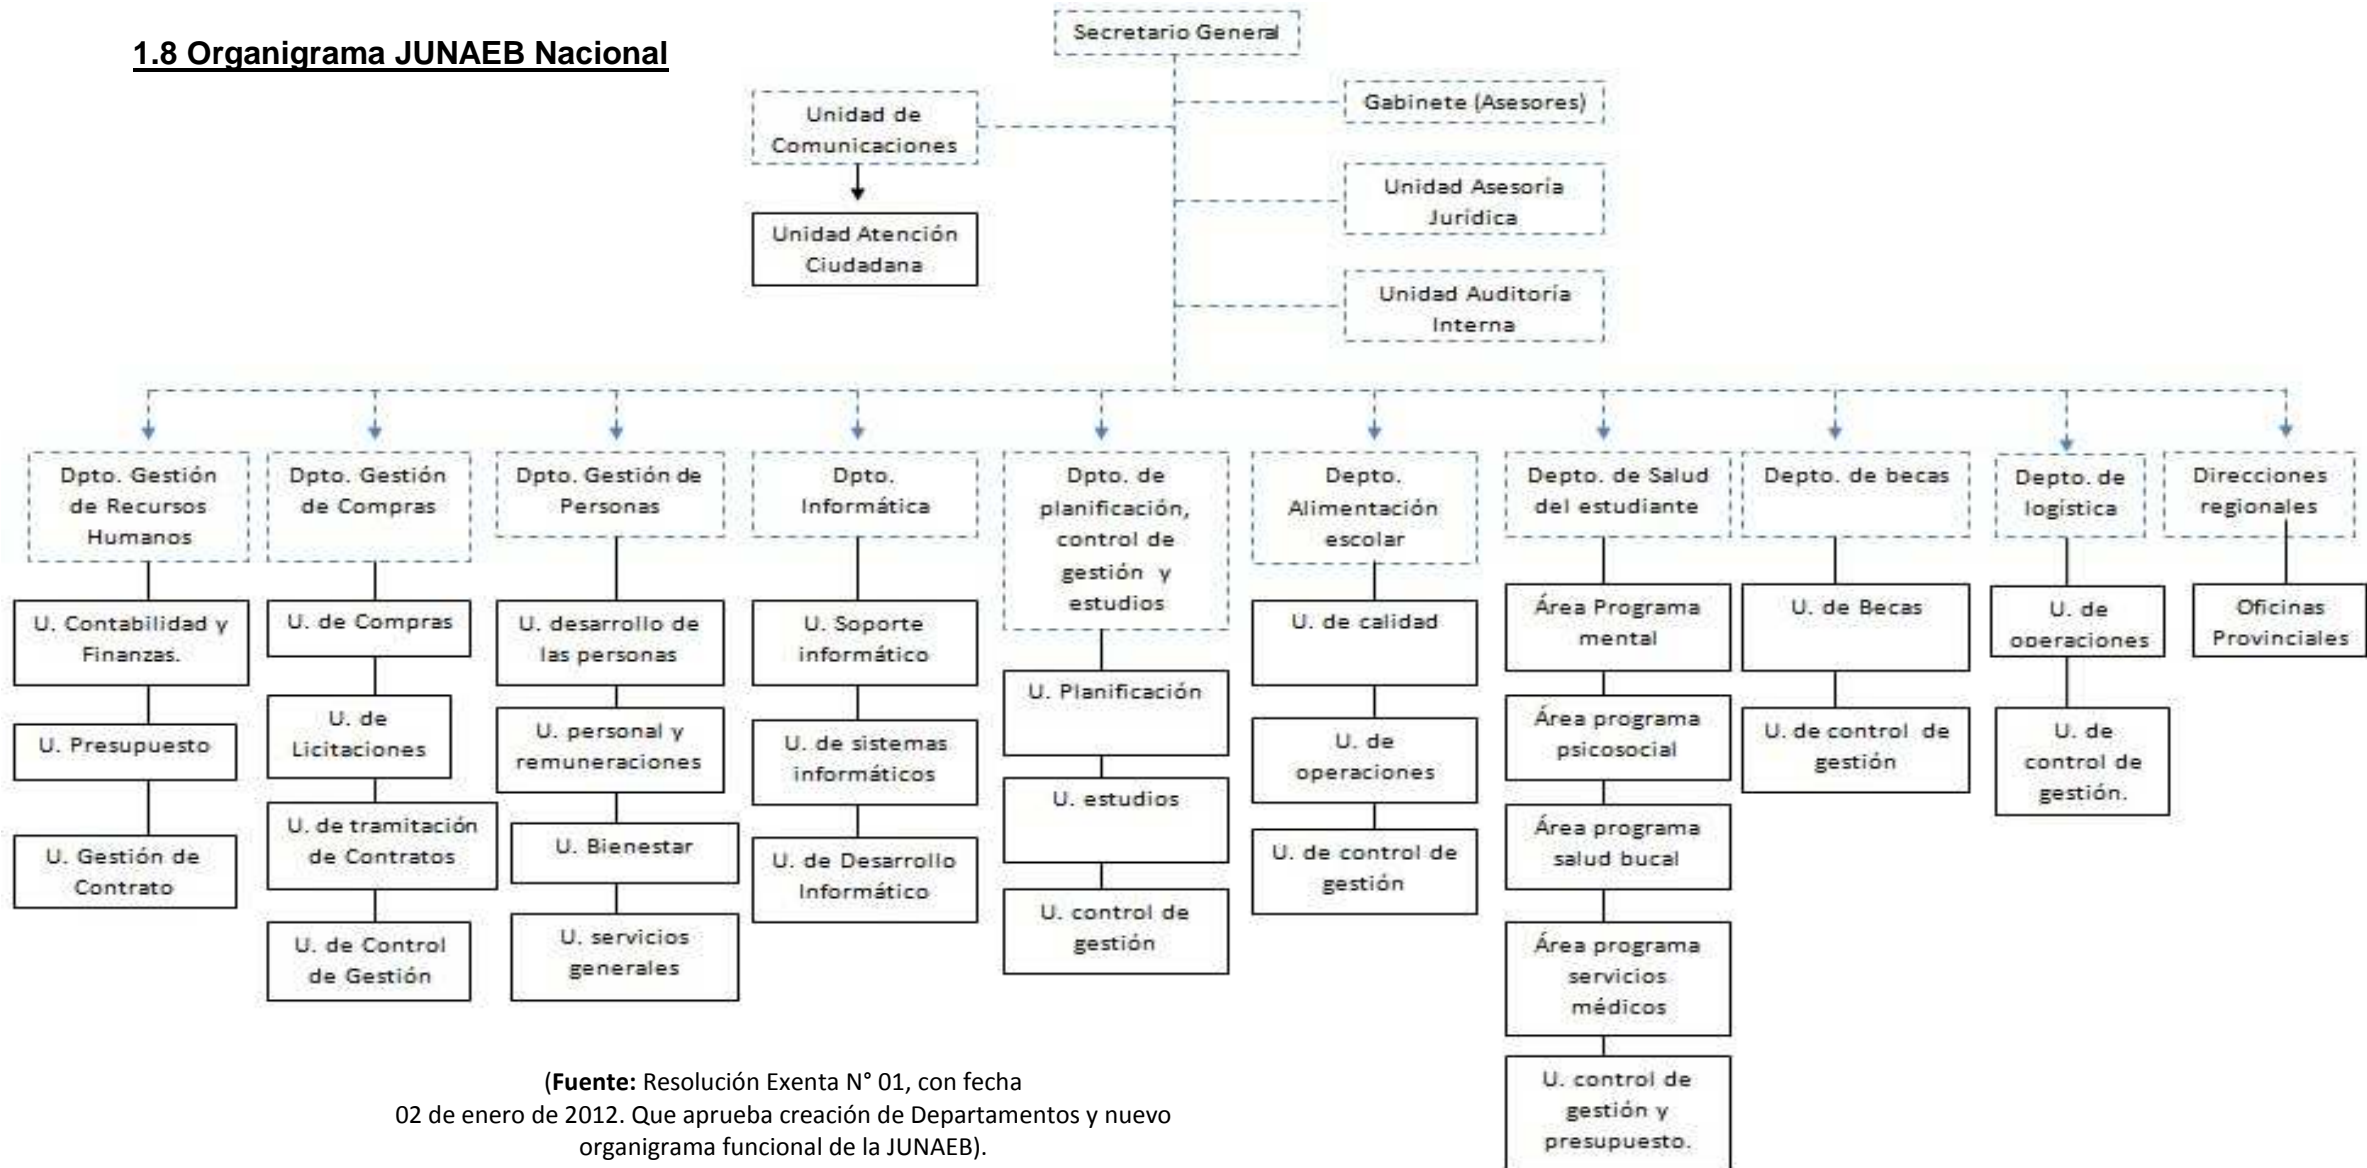 1.8 Organigrama JUNAEB Nacional
Secretario General
Unidad de
Comunicaciones
Gabinete (Asesores)
Unidad Asesoría
Jurídica
Unidad Atención
Ciudadana
Unidad Auditoría
Interna
Dpto. Gestión
de Recursos
Humanos
U. Contabilidad y
Finanzas.
U. Presupuesto
U. Gestión de
Contrato
Dpto. Gestión
de Compras
U. de Compras
U. de
Licitaciones
U. de tramitación
de Contratos
U. de Control
de Gestión
Dpto. Gestión de
Personas
U. desarrollo de
las personas
U. personal y
remuneraciones
U. Bienestar
U. servicios
generales
Dpto.
Informática
U. Soporte
informático
U. de sistemas
informáticos
U. de Desarrollo
Informático
Dpto. de
planificación,
control de
gestión y
estudios
U. Planificación
U. estudios
U. control de
gestión
Depto.
Alimentación
escolar
U. de calidad
U. de
operaciones
U. de control de
gestión
Depto. de Salud
del estudiante
Área Programa
mental
Área programa
psicosocial
Área programa
salud bucal
Área programa
servicios
médicos
U. control de
gestión y
presupuesto.
Depto. de becas
U. de Becas
U. de control de
gestión
Depto. de
logística
U. de
operaciones
U. de
control de
gestión.
Direcciones
regionales
Oficinas
Provinciales
(Fuente: Resolución Exenta N° 01, con fecha
02 de enero de 2012. Que aprueba creación de Departamentos y nuevo
organigrama funcional de la JUNAEB).